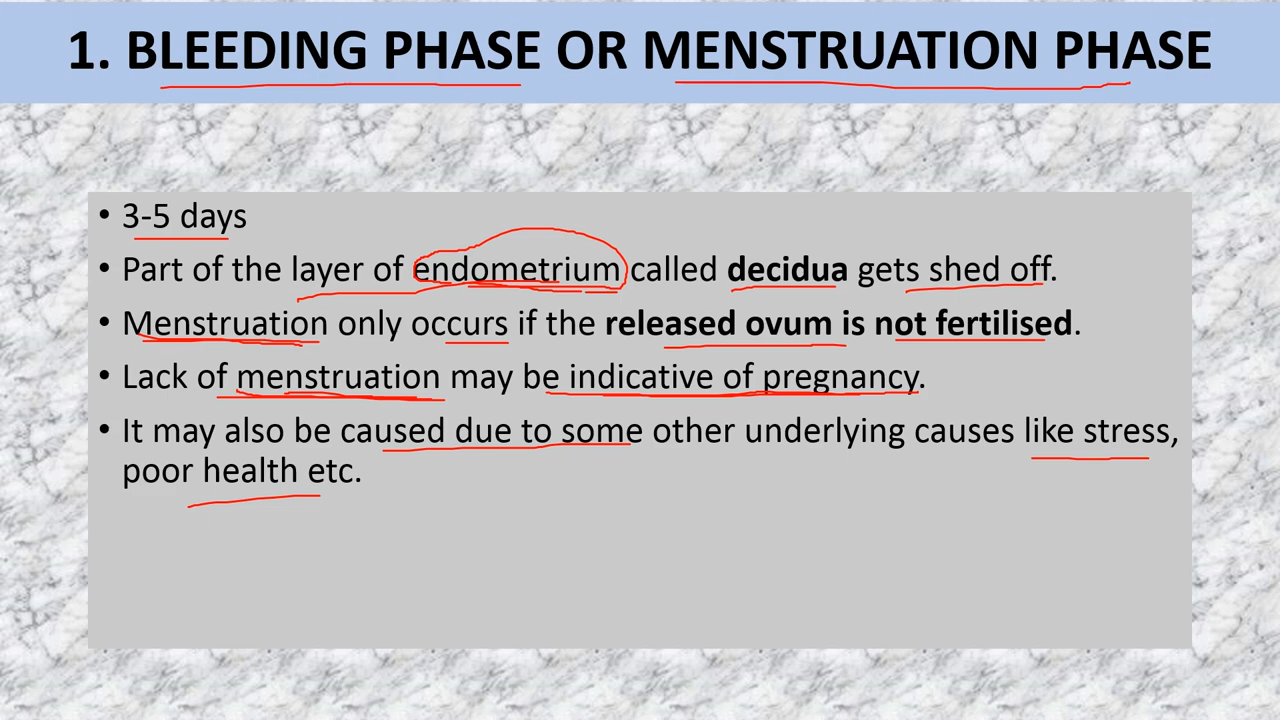 1. BLEEDING PHASE OR MENSTRUATION PHASE
• 3-5 days
• Part of the layer of endometrium called decidua gets shed off.
• Menstruation only occurs if the released ovum is not fertilised.
• Lack of menstruation may be indicative of pregnancy.
• It may also be caused due to some other underlying causes like stress,
poor health etc.